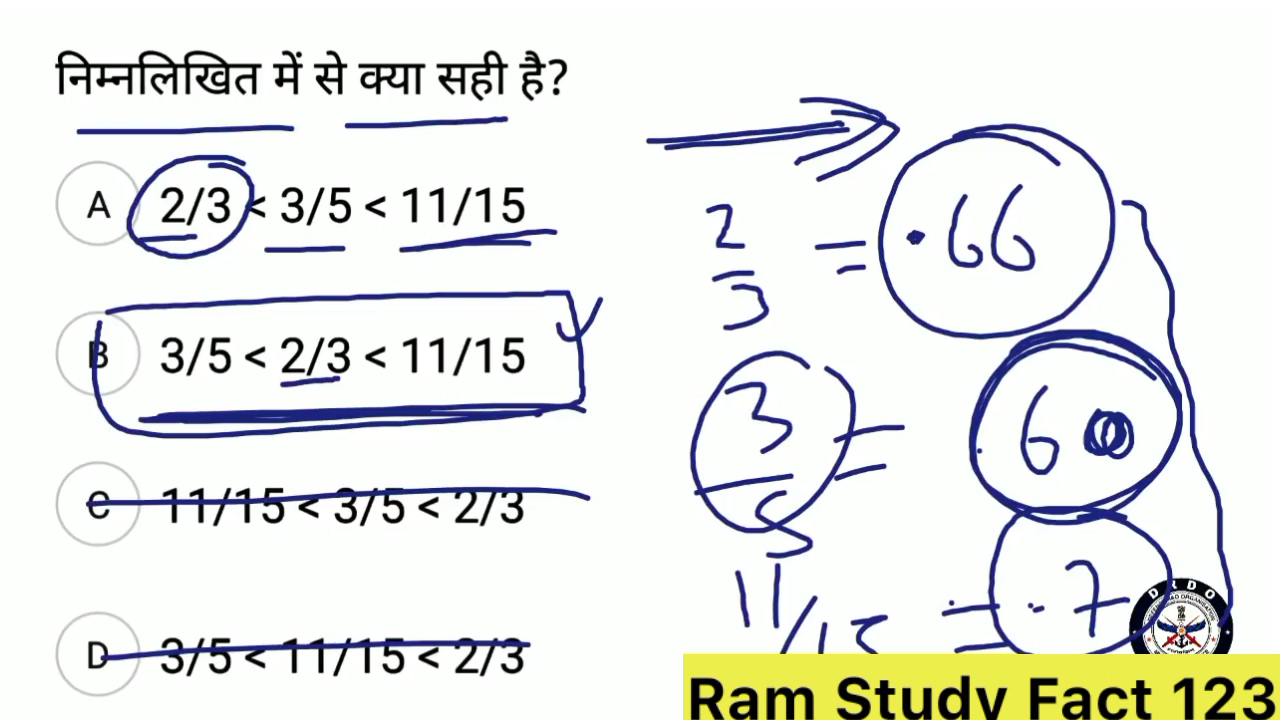 निम्नलिखित में से क्या सही है?
A 2/3 < 3/5 < 11/15
B 3/5 < 2/3 < 11/15
C 11/15 < 3/5 < 2/3
D 3/5 < 11/15 < 2/3
2/3 = .66
3/5 = .60
11/15 = .7
DRDO
Ram Study Fact 123